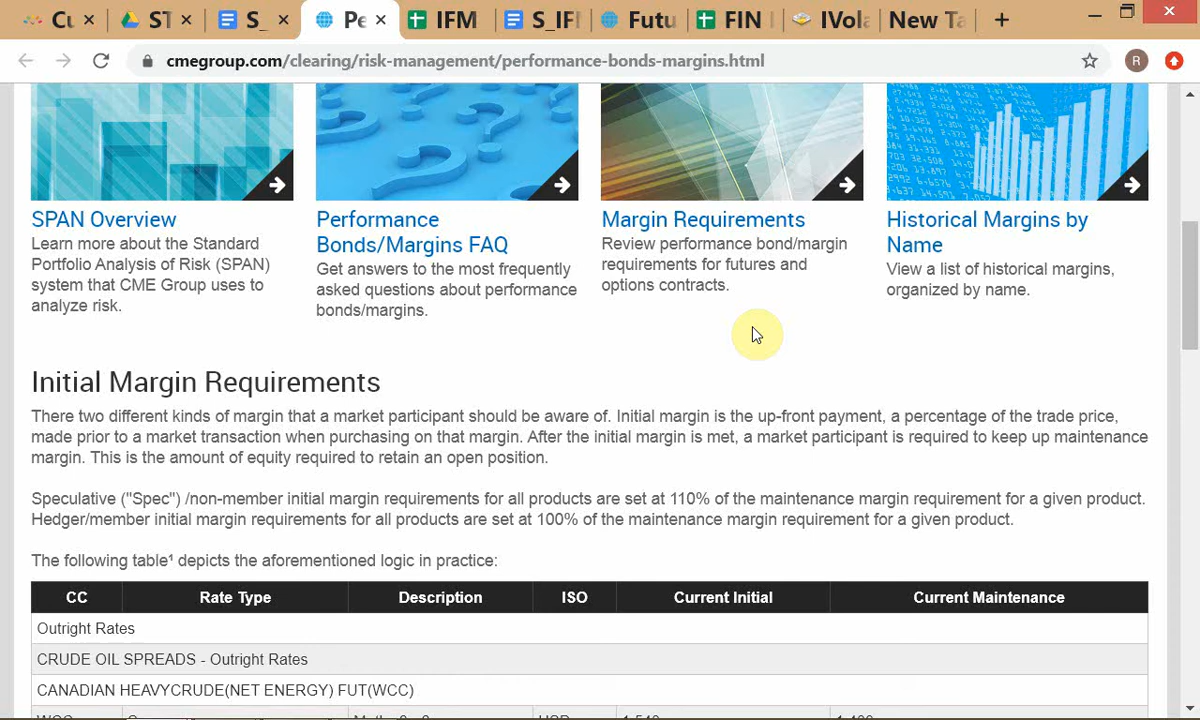 Cu
ST
S_
Pe
IFM
S_IFI
Futu
FIN
IVola
New Ta
cmegroup.com/clearing/risk-management/performance-bonds-margins.html
R
SPAN Overview
Learn more about the Standard
Portfolio Analysis of Risk (SPAN)
system that CME Group uses to
analyze risk.
Performance
Bonds/Margins FAQ
Get answers to the most frequently
asked questions about performance
bonds/margins.
Margin Requirements
Review performance bond/margin
requirements for futures and
options contracts.
Historical Margins by
Name
View a list of historical margins,
organized by name.
Initial Margin Requirements
There two different kinds of margin that a market participant should be aware of. Initial margin is the up-front payment, a percentage of the trade price,
made prior to a market transaction when purchasing on that margin. After the initial margin is met, a market participant is required to keep up maintenance
margin. This is the amount of equity required to retain an open position.
Speculative ("Spec") /non-member initial margin requirements for all products are set at 110% of the maintenance margin requirement for a given product.
Hedger/member initial margin requirements for all products are set at 100% of the maintenance margin requirement for a given product.
The following table¹ depicts the aforementioned logic in practice:
CC Rate Type Description ISO Current Initial Current Maintenance
Outright Rates
CRUDE OIL SPREADS - Outright Rates
CANADIAN HEAVYCRUDE(NET ENERGY) FUT(WCC)